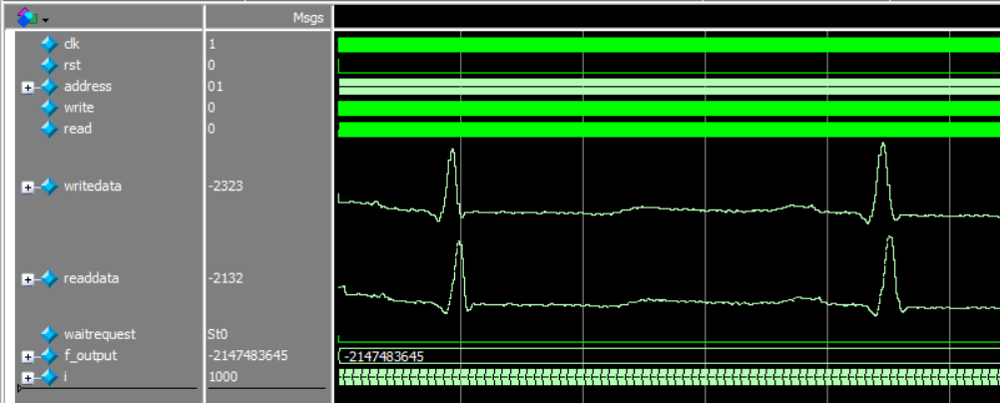 Msgs
clk 1
rst 0
address 01
write 0
read 0
writedata -2323
readdata -2132
waitrequest St0
f_output -2147483645 -2147483645
i 1000